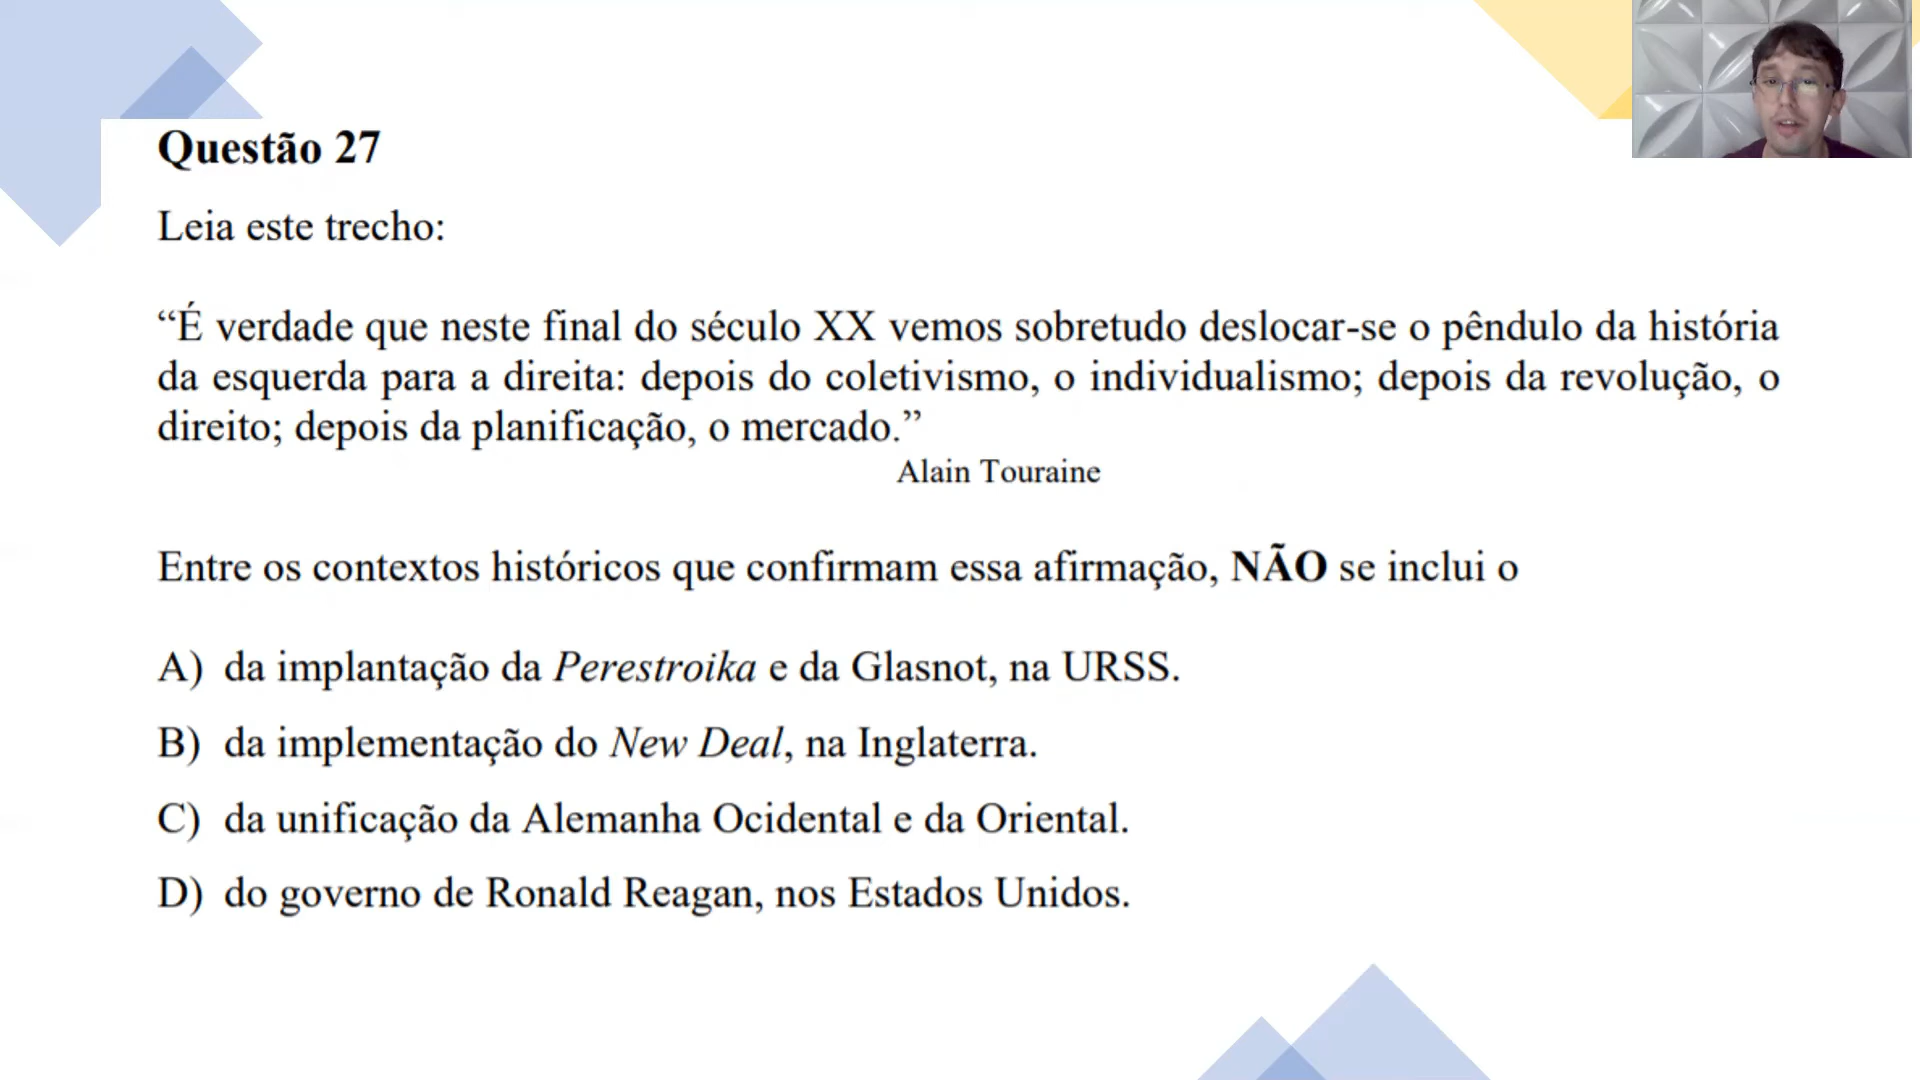 Questão 27
Leia este trecho:
“É verdade que neste final do século XX vemos sobretudo deslocar-se o pêndulo da história
da esquerda para a direita: depois do coletivismo, o individualismo; depois da revolução, o
direito; depois da planificação, o mercado.”
Alain Touraine
Entre os contextos históricos que confirmam essa afirmação, NÃO se inclui o
A) da implantação da Perestroika e da Glasnot, na URSS.
B) da implementação do New Deal, na Inglaterra.
C) da unificação da Alemanha Ocidental e da Oriental.
D) do governo de Ronald Reagan, nos Estados Unidos.